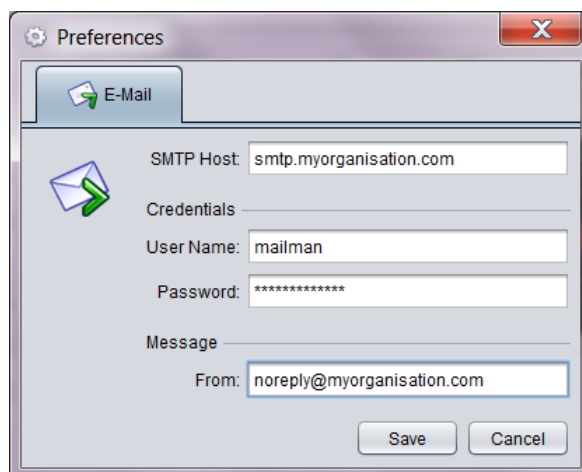 Preferences
E-Mail
SMTP Host: smtp.myorganisation.com
Credentials
User Name: mailman
Password: *************
Message
From: noreply@myorganisation.com
Save Cancel